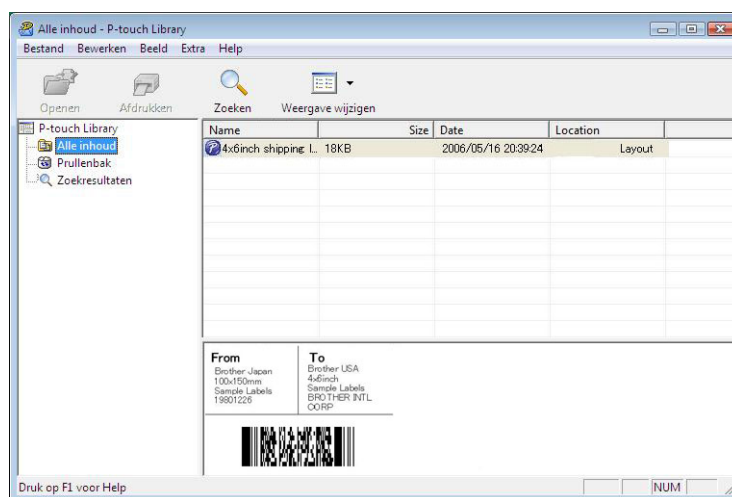 Alle inhoud - P-touch Library
Bestand Bewerken Beeld Extra Help
Openen Afdrukken Zoeken Weergave wijzigen
P-touch Library
Alle inhoud
Prullenbak
Zoekresultaten
Name Size Date Location
4x6inch shipping l... 18KB 2006/05/16 20:39:24 Layout
From
Brother Japan
100x150mm
Sample Labels
19801226
To
Brother USA
4x6inch
Sample Labels
BROTHER INTL
CORP
Druk op F1 voor Help NUM